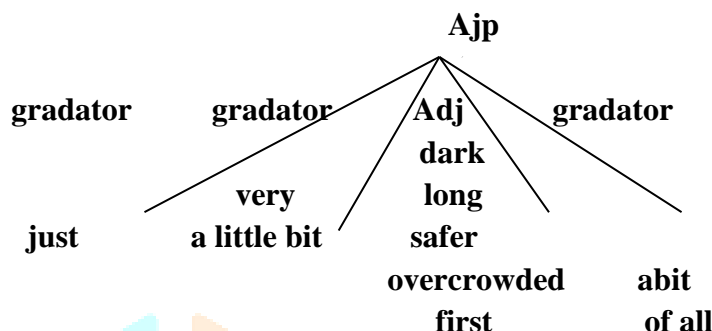 Ajp
gradator gradator Adj gradator
dark
very long
just a little bit safer
overcrowded abit
first of all